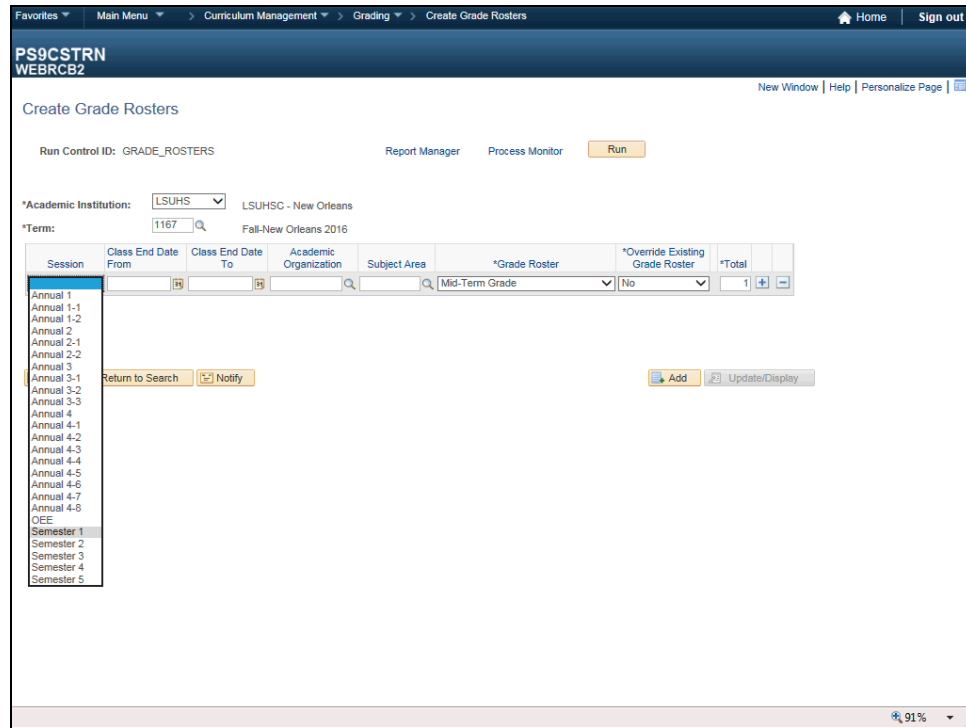 Favorites Main Menu > Curriculum Management > Grading > Create Grade Rosters Home Sign out
PS9CSTRN
WEBRCB2
New Window | Help | Personalize Page |
Create Grade Rosters
Run Control ID: GRADE_ROSTERS Report Manager Process Monitor Run
*Academic Institution: LSUHS LSUHSC - New Orleans
*Term: 1167 Fall-New Orleans 2016
Session Class End Date From Class End Date To Academic Organization Subject Area *Grade Roster *Override Existing Grade Roster *Total
Mid-Term Grade No 1
Annual 1
Annual 1-1
Annual 1-2
Annual 2
Annual 2-1
Annual 2-2
Annual 3
Annual 3-1
Annual 3-2
Annual 3-3
Annual 4
Annual 4-1
Annual 4-2
Annual 4-3
Annual 4-4
Annual 4-5
Annual 4-6
Annual 4-7
Annual 4-8
OEE
Semester 1
Semester 2
Semester 3
Semester 4
Semester 5
Return to Search Notify Add Update/Display
91%